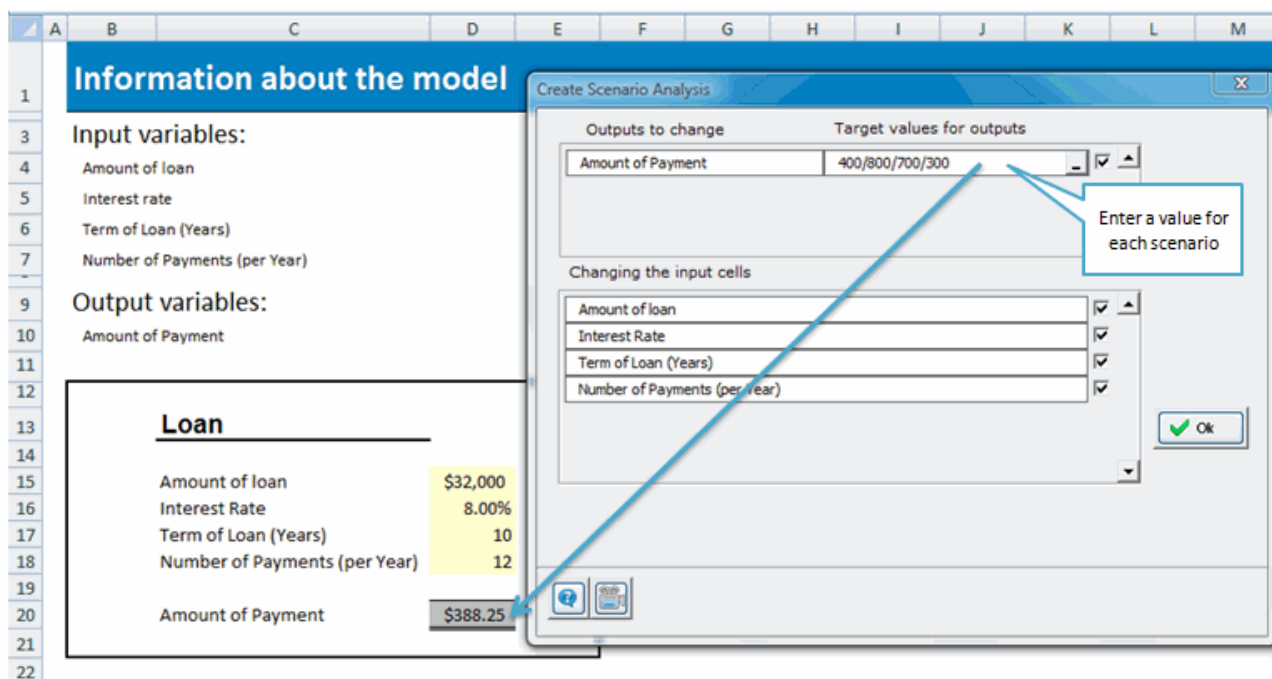 A B C D E F G H I J K L M
1 Information about the model
3 Input variables:
4 Amount of loan
5 Interest rate
6 Term of Loan (Years)
7 Number of Payments (per Year)
9 Output variables:
10 Amount of Payment
11
12
13 Loan
14
15 Amount of loan $32,000
16 Interest Rate 8.00%
17 Term of Loan (Years) 10
18 Number of Payments (per Year) 12
19
20 Amount of Payment $388.25
21
22
Create Scenario Analysis
Outputs to change Target values for outputs
Amount of Payment 400/800/700/300 _
Enter a value for
each scenario
Changing the input cells
Amount of loan
Interest Rate
Term of Loan (Years)
Number of Payments (per Year)
Ok